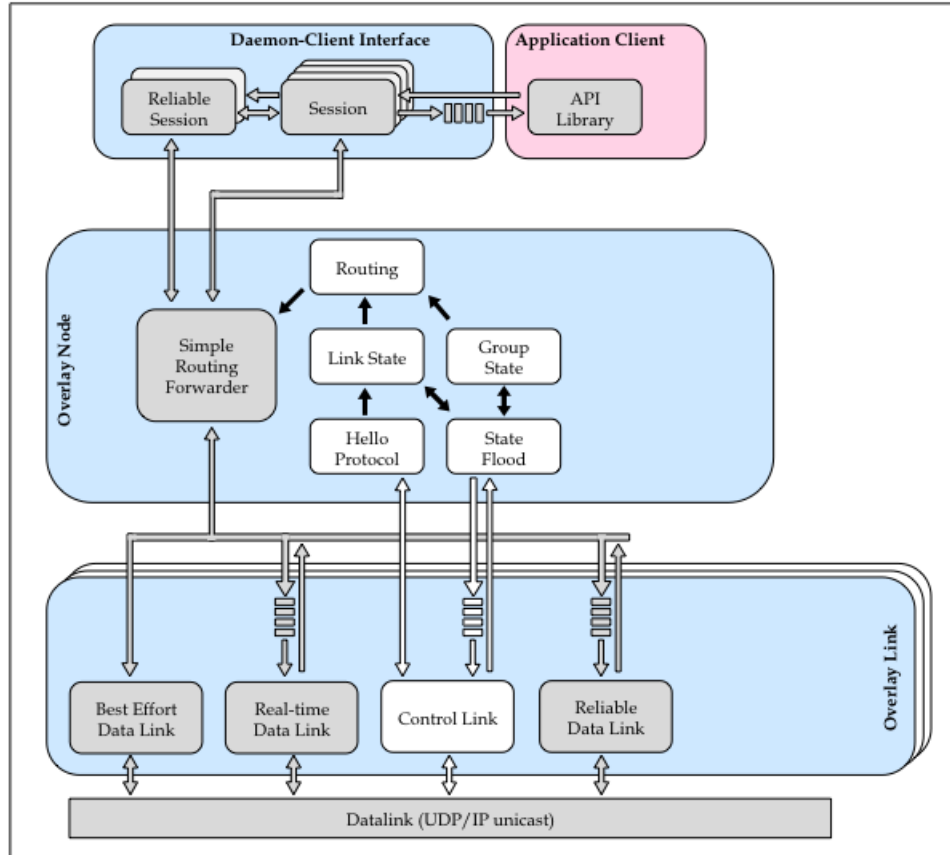 Daemon-Client Interface
Application Client
Reliable
Session
Session
API
Library
Overlay Node
Routing
Simple
Routing
Forwarder
Link State
Group
State
Hello
Protocol
State
Flood
Overlay Link
Best Effort
Data Link
Real-time
Data Link
Control Link
Reliable
Data Link
Datalink (UDP/IP unicast)